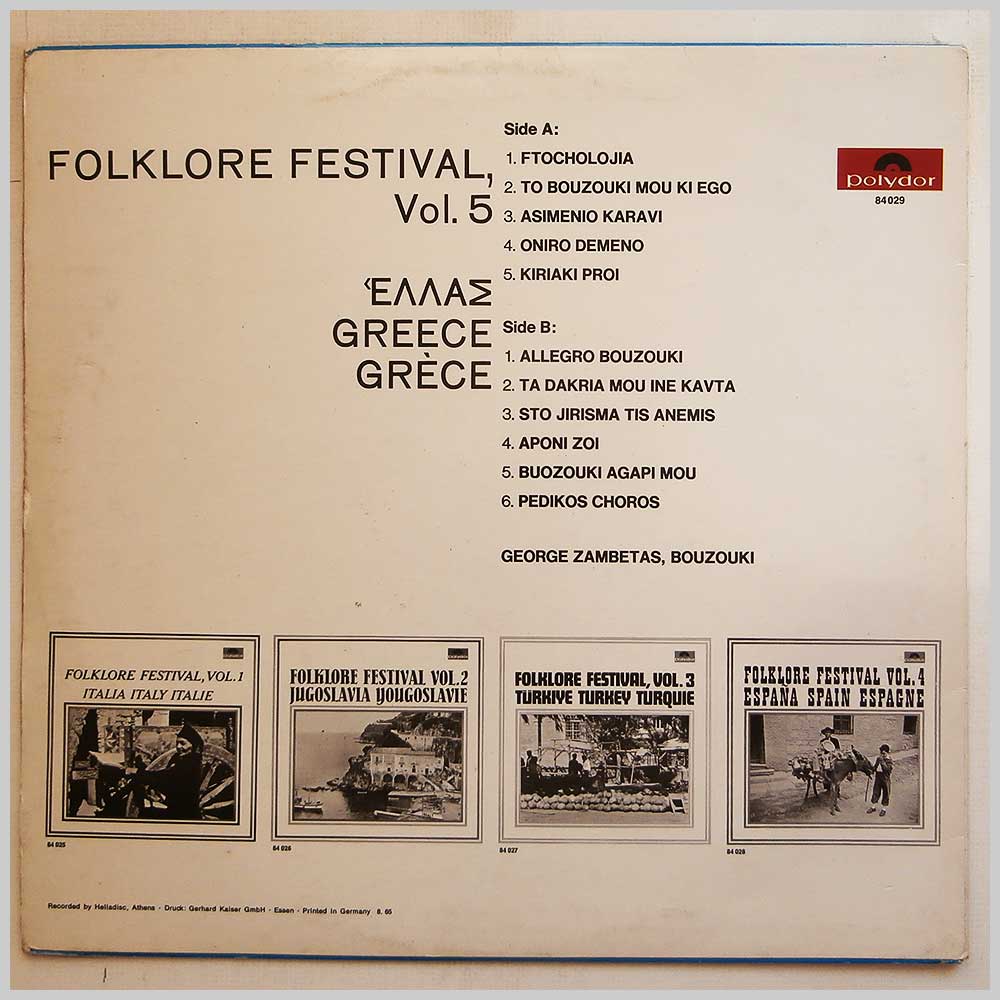 FOLKLORE FESTIVAL,
Vol. 5
ἙΛΛΑΣ
GREECE
GRÈCE
Side A:
1. FTOCHOLOJIA
2. TO BOUZOUKI MOU KI EGO
3. ASIMENIO KARAVI
4. ONIRO DEMENO
5. KIRIAKI PROI
Side B:
1. ALLEGRO BOUZOUKI
2. TA DAKRIA MOU INE KAVTA
3. STO JIRISMA TIS ANEMIS
4. APONI ZOI
5. BUOZOUKI AGAPI MOU
6. PEDIKOS CHOROS
GEORGE ZAMBETAS, BOUZOUKI
polydor
84 029
FOLKLORE FESTIVAL, VOL. 1
ITALIA ITALY ITALIE
84 025
FOLKLORE FESTIVAL VOL. 2
JUGOSLAVIA YOUGOSLAVIE
84 026
FOLKLORE FESTIVAL, VOL. 3
TÜRKIYE TURKEY TURQUIE
84 027
FOLKLORE FESTIVAL VOL. 4
ESPAÑA SPAIN ESPAGNE
84 028
Recorded by Helladisc, Athens · Druck: Gerhard Kaiser GmbH · Essen · Printed in Germany 8. 65